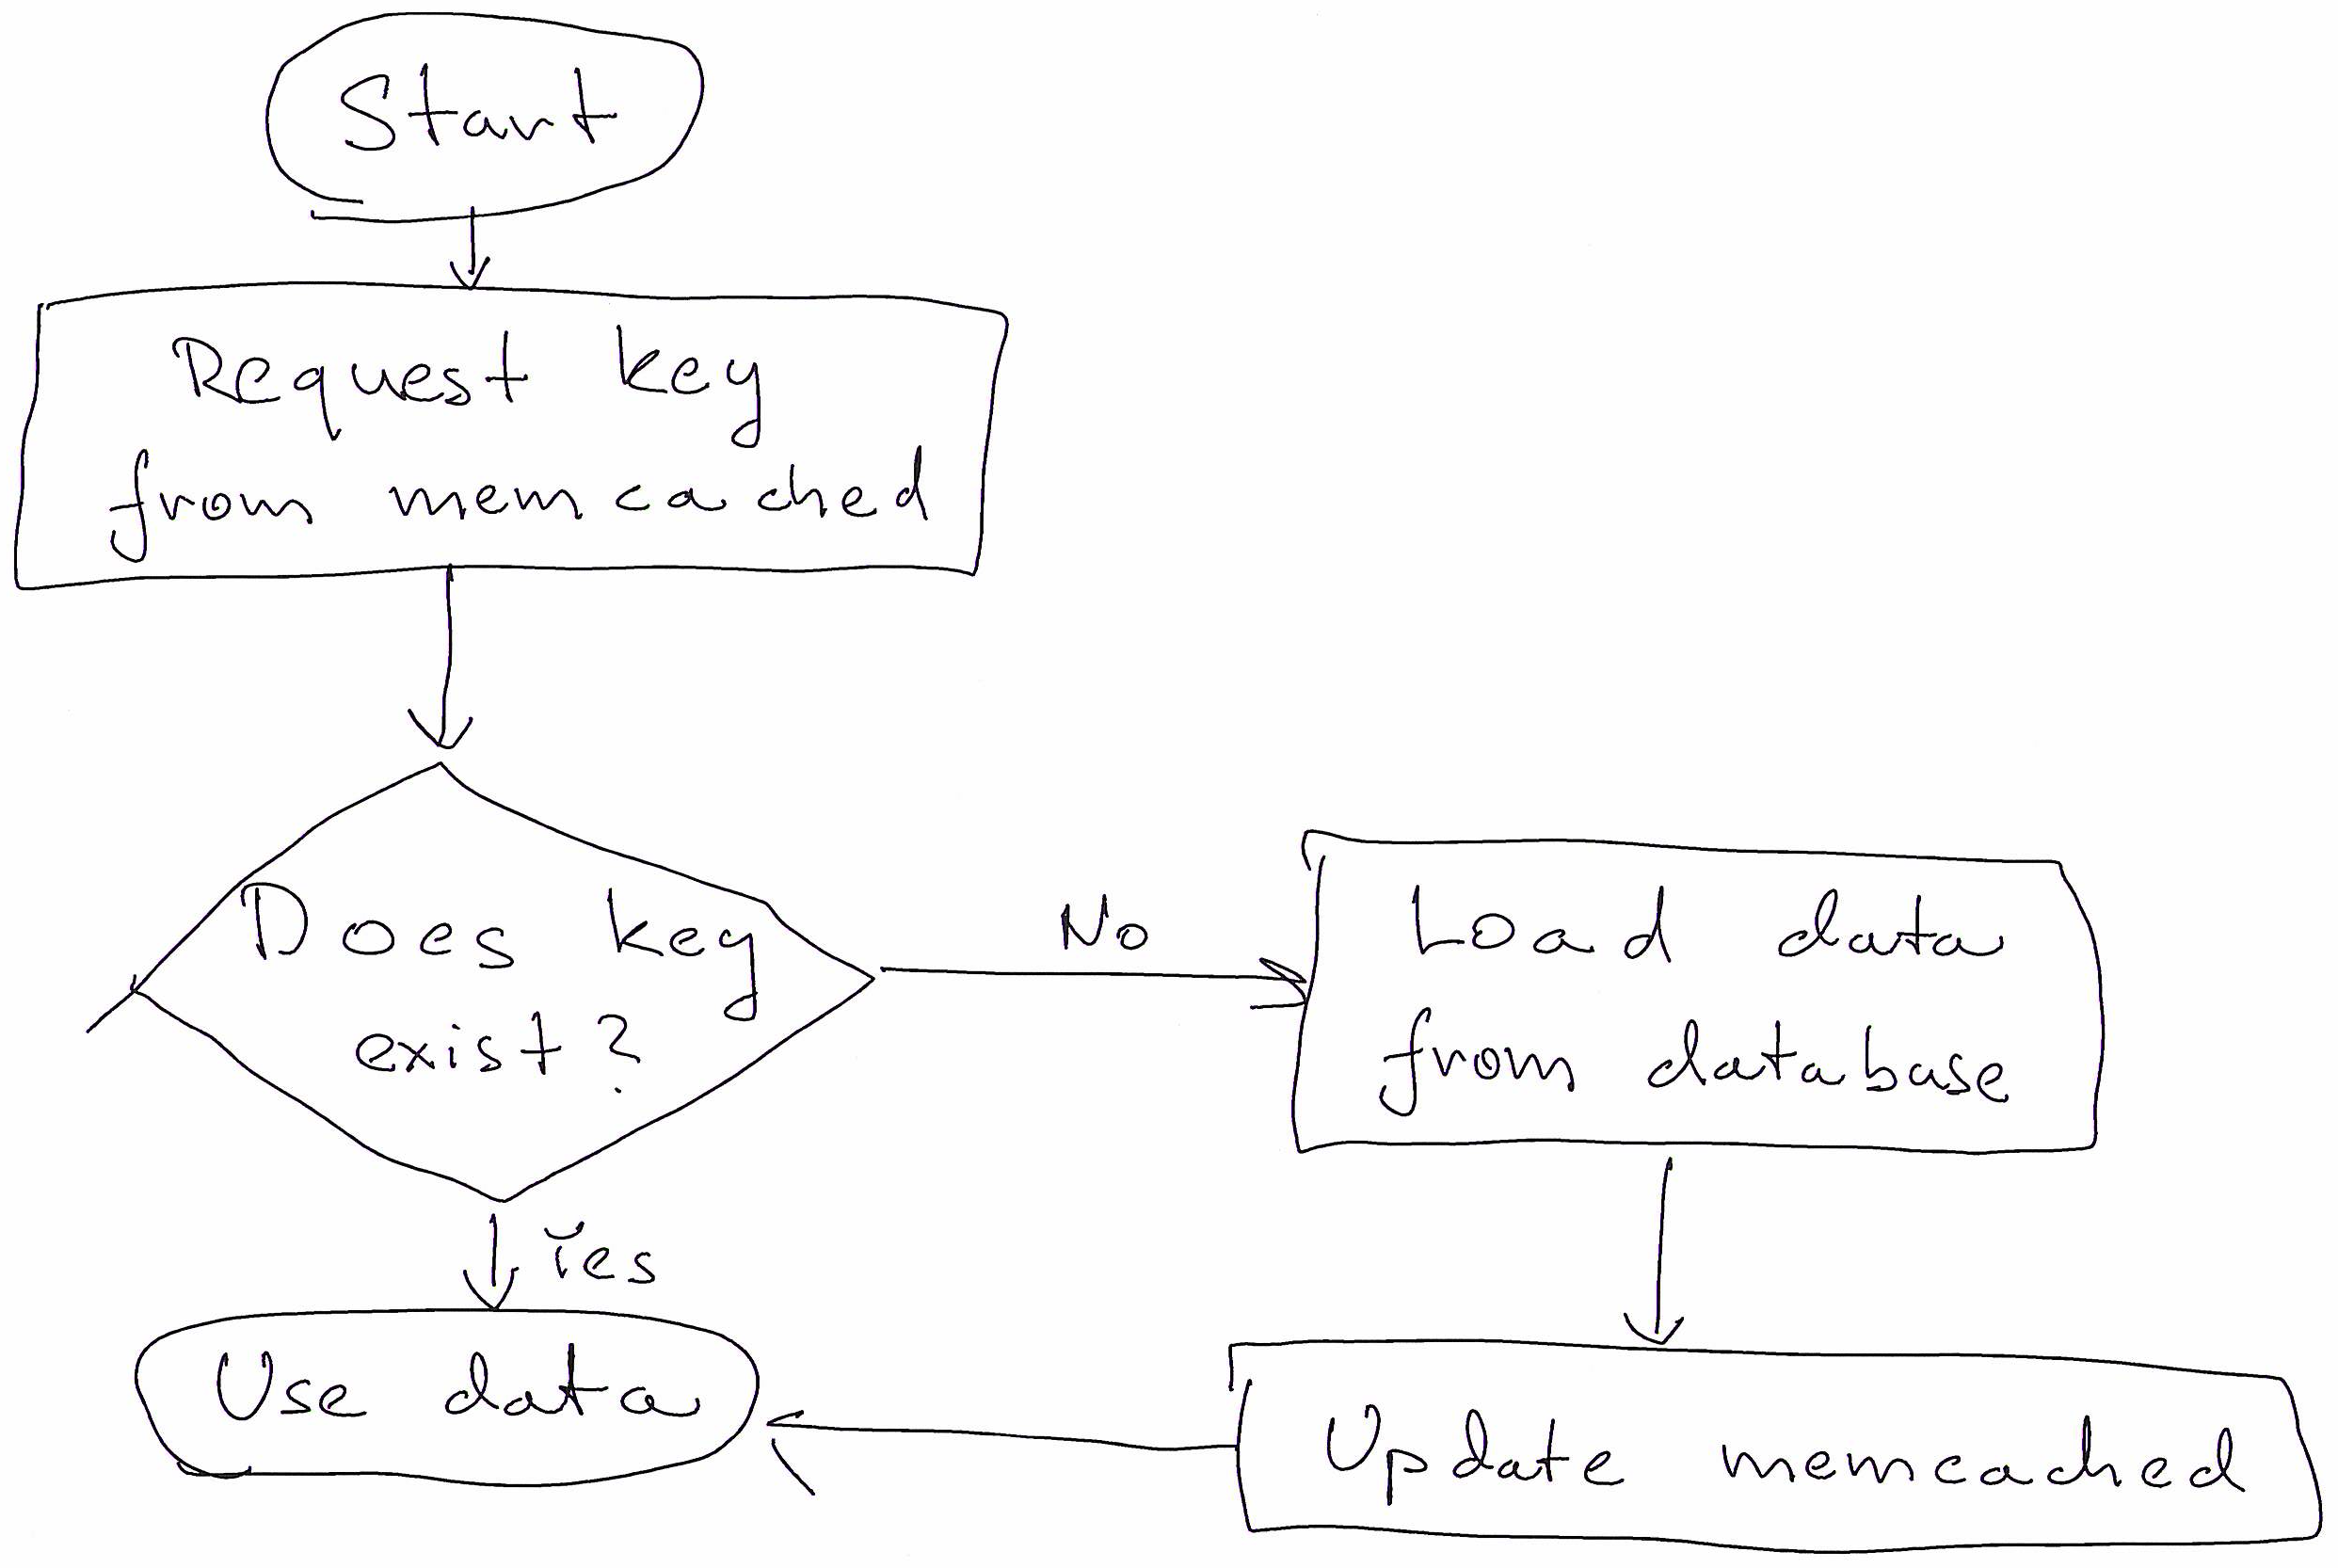 Start
Request key
from memcached
Does key
exist?
No
Load data
from database
Yes
Use data
Update memcached